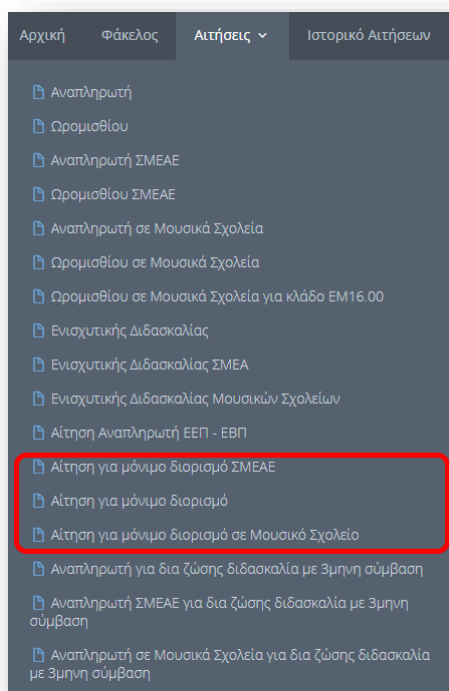 Αρχική Φάκελος Αιτήσεις Ιστορικό Αιτήσεων
Αναπληρωτή
Ωρομισθίου
Αναπληρωτή ΣΜΕΑΕ
Ωρομισθίου ΣΜΕΑΕ
Αναπληρωτή σε Μουσικά Σχολεία
Ωρομισθίου σε Μουσικά Σχολεία
Ωρομισθίου σε Μουσικά Σχολεία για κλάδο ΕΜ16.00
Ενισχυτικής Διδασκαλίας
Ενισχυτικής Διδασκαλίας ΣΜΕΑ
Ενισχυτικής Διδασκαλίας Μουσικών Σχολείων
Αίτηση Αναπληρωτή ΕΕΠ - ΕΒΠ
Αίτηση για μόνιμο διορισμό ΣΜΕΑΕ
Αίτηση για μόνιμο διορισμό
Αίτηση για μόνιμο διορισμό σε Μουσικό Σχολείο
Αναπληρωτή για δια ζώσης διδασκαλία με 3μηνη σύμβαση
Αναπληρωτή ΣΜΕΑΕ για δια ζώσης διδασκαλία με 3μηνη
σύμβαση
Αναπληρωτή σε Μουσικά Σχολεία για δια ζώσης διδασκαλία
με 3μηνη σύμβαση